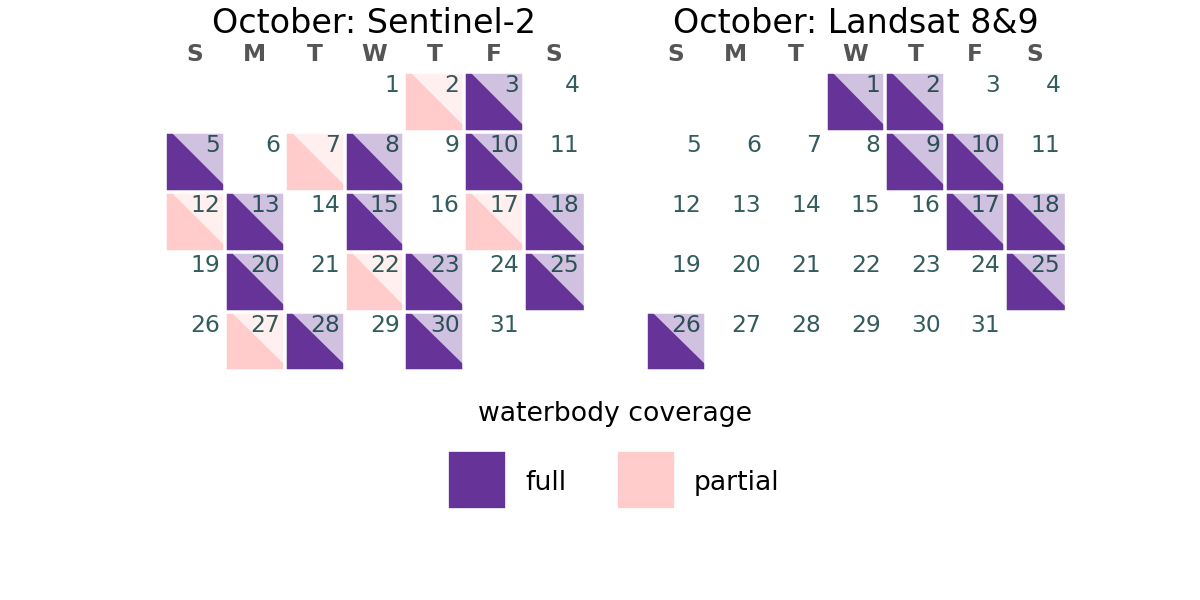 October: Sentinel-2
S M T W T F S
1 2 3 4
5 6 7 8 9 10 11
12 13 14 15 16 17 18
19 20 21 22 23 24 25
26 27 28 29 30 31
October: Landsat 8&9
S M T W T F S
1 2 3 4
5 6 7 8 9 10 11
12 13 14 15 16 17 18
19 20 21 22 23 24 25
26 27 28 29 30 31
waterbody coverage
full partial